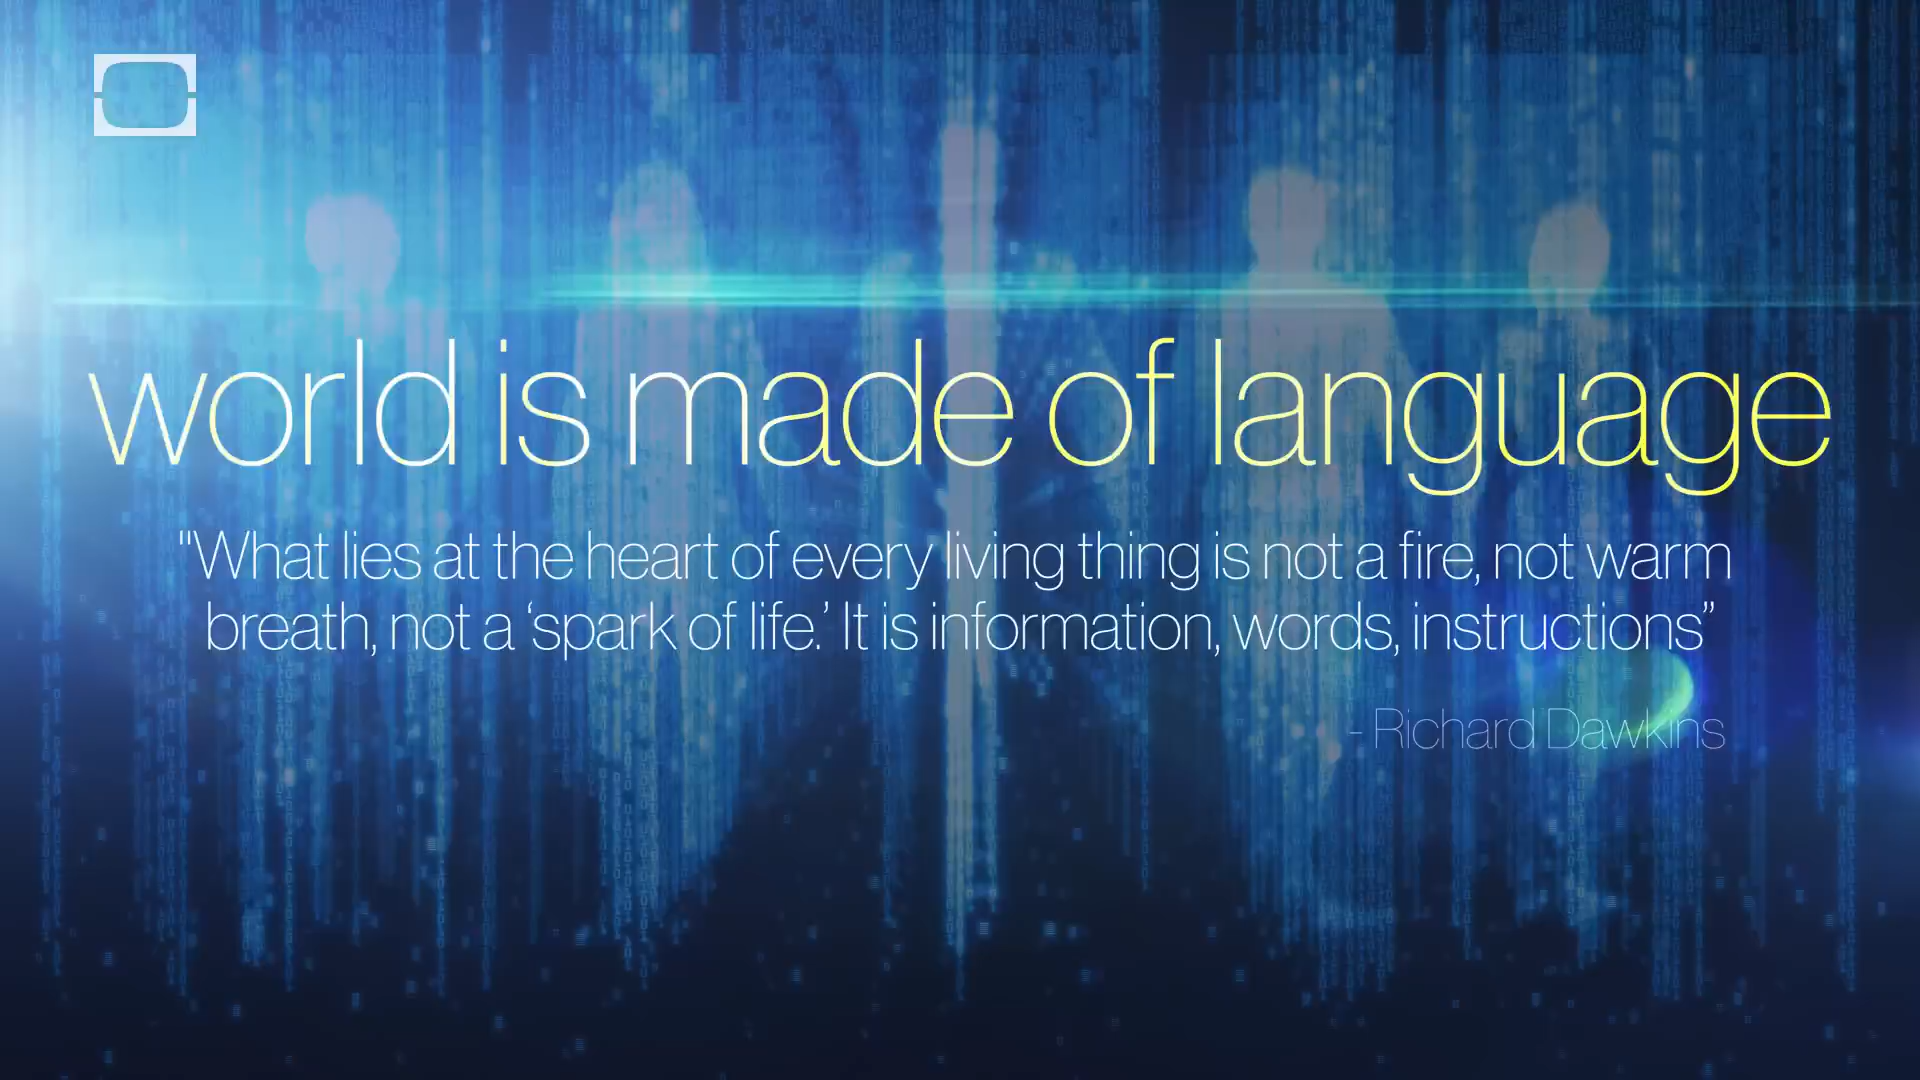 world is made of language
"What lies at the heart of every living thing is not a fire, not warm
breath, not a ‘spark of life.’ It is information, words, instructions”
- Richard Dawkins